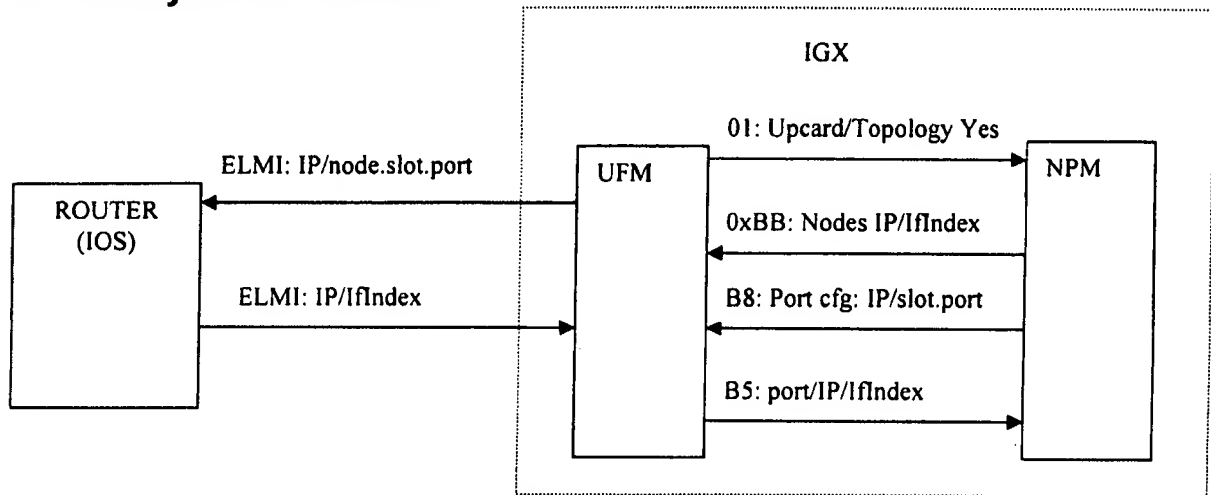 IGX
01: Upcard/Topology Yes
ELMI: IP/node.slot.port
UFM
NPM
ROUTER
(IOS)
0xBB: Nodes IP/IfIndex
ELMI: IP/IfIndex
B8: Port cfg: IP/slot.port
B5: port/IP/IfIndex